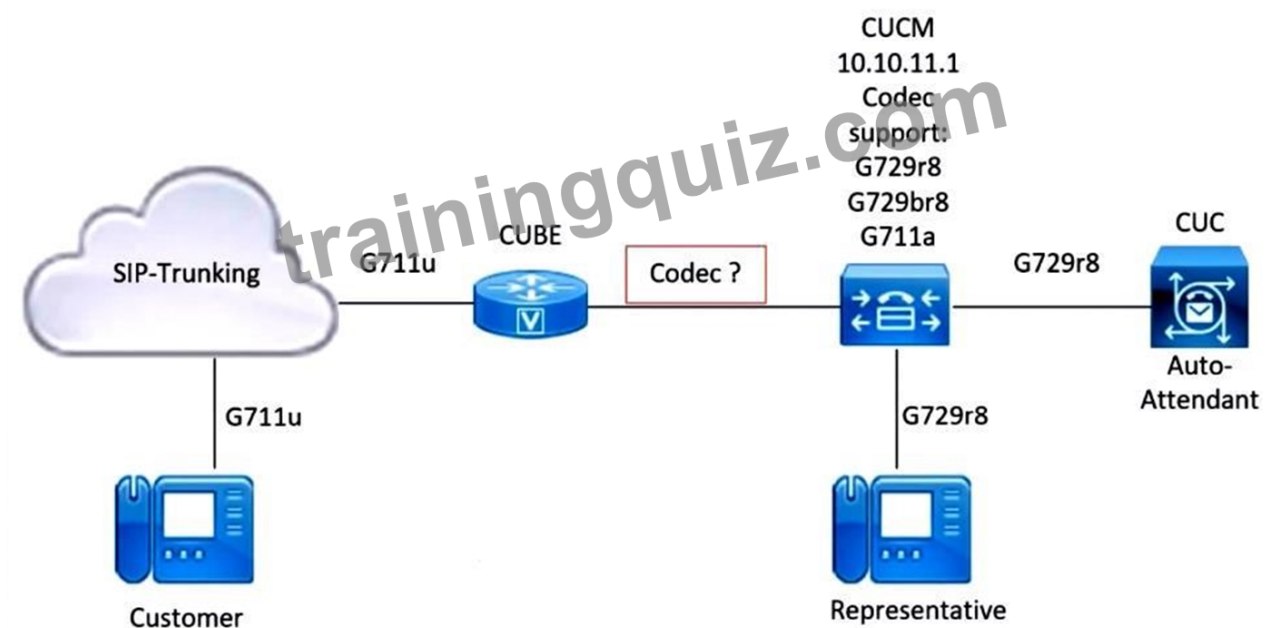 CUCM
10.10.11.1
Codec
support:
G729r8
G729br8
G711a
trainingquiz.com
CUBE
CUC
SIP-Trunking
G711u
Codec ?
G729r8
V
Auto-
Attendant
G711u
G729r8
Customer
Representative